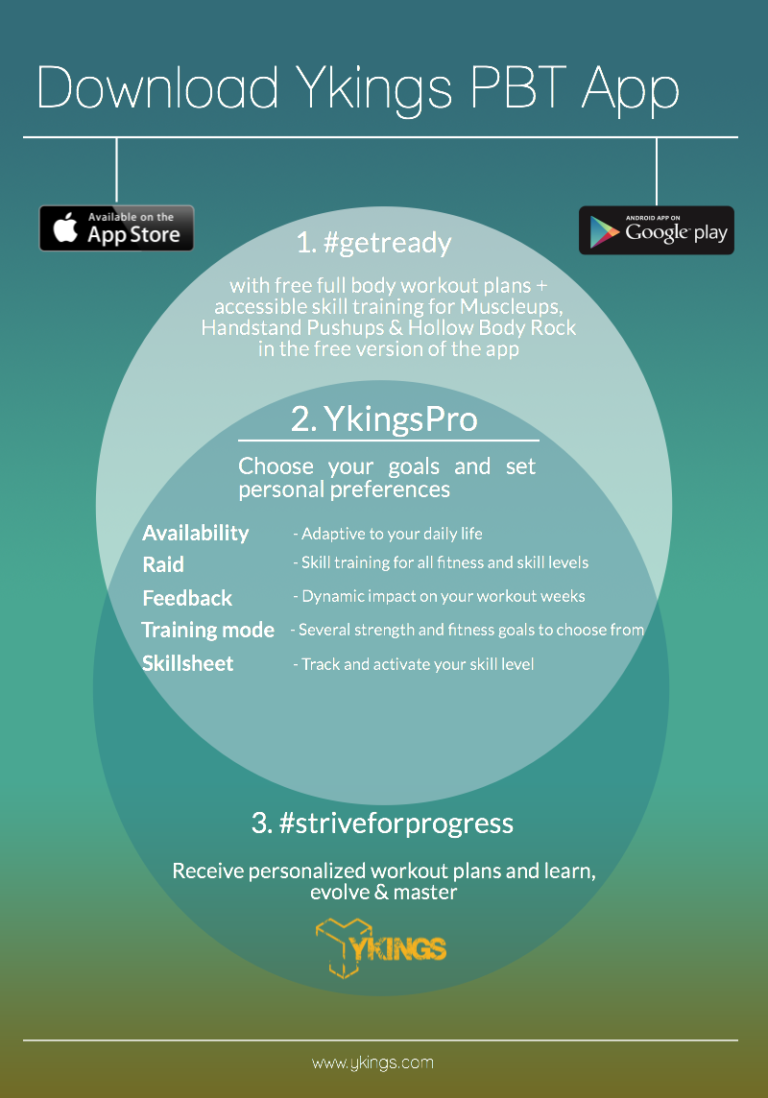 Download Ykings PBT App
Available on the
App Store
ANDROID APP ON
Google play
1. #getready
with free full body workout plans +
accessible skill training for Muscleups,
Handstand Pushups & Hollow Body Rock
in the free version of the app
2. YkingsPro
Choose your goals and set
personal preferences
Availability - Adaptive to your daily life
Raid - Skill training for all fitness and skill levels
Feedback - Dynamic impact on your workout weeks
Training mode - Several strength and fitness goals to choose from
Skillsheet - Track and activate your skill level
3. #striveforprogress
Receive personalized workout plans and learn,
evolve & master
YKINGS
www.ykings.com